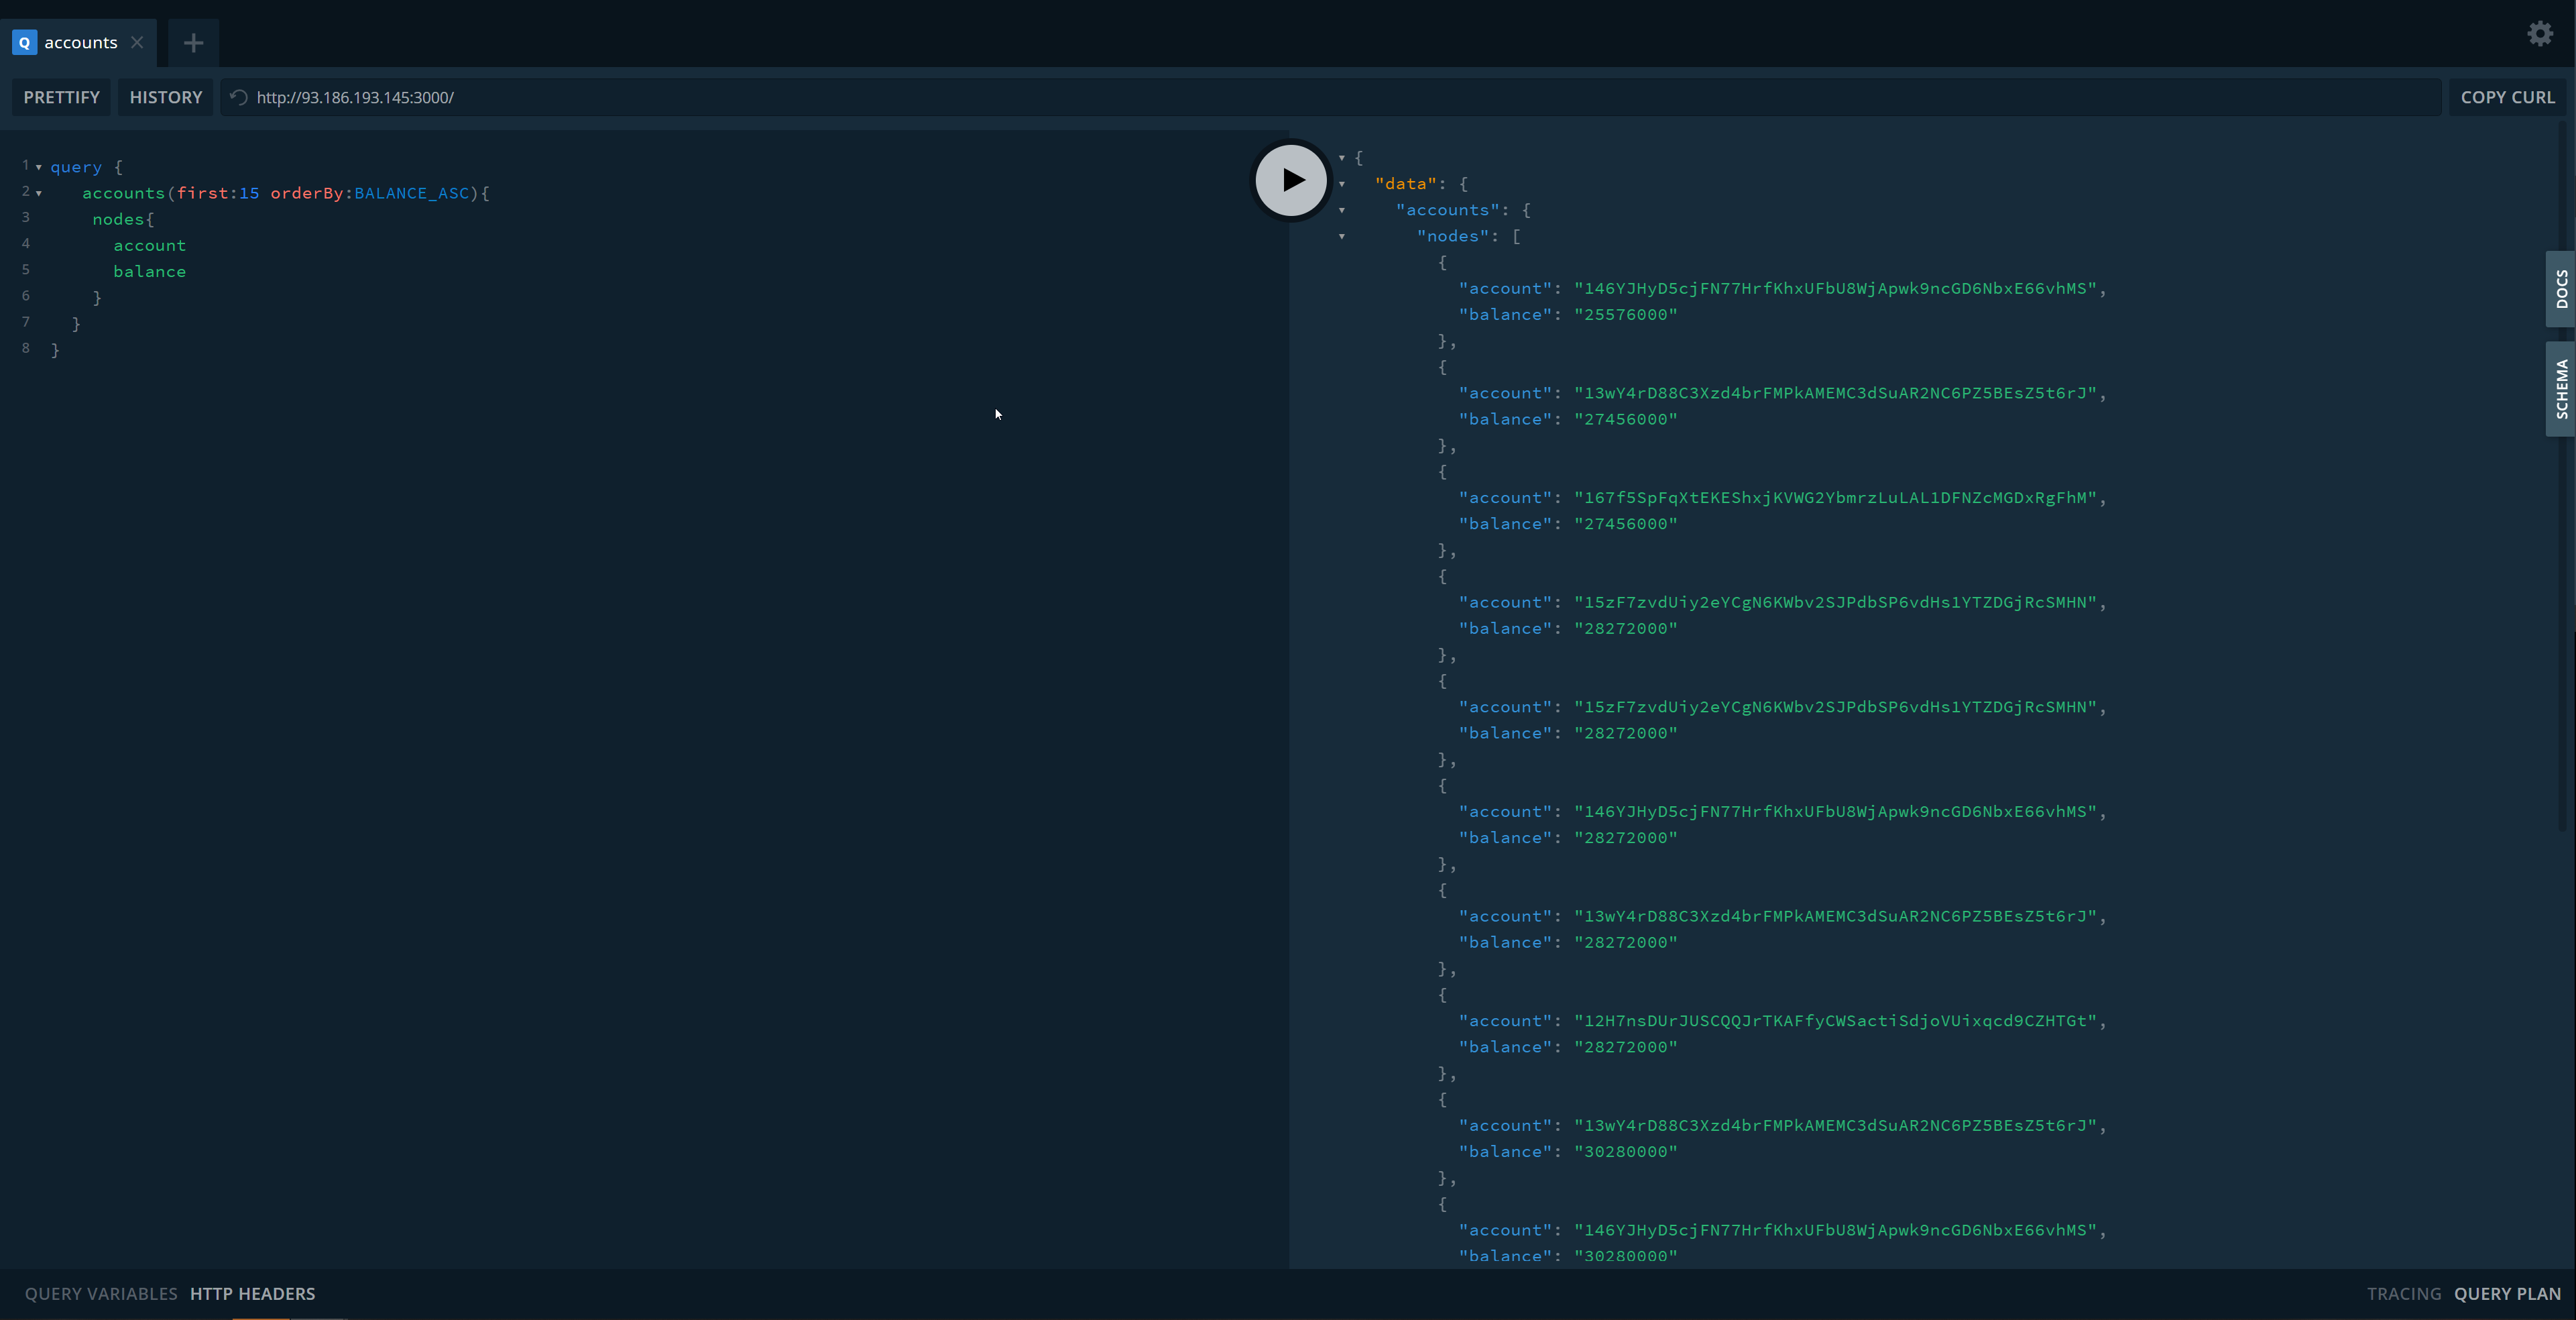 Q accounts
PRETTIFY HISTORY http://93.186.193.145:3000/ COPY CURL
1 query {
2 accounts(first:15 orderBy:BALANCE_ASC){
3 nodes{
4 account
5 balance
6 }
7 }
8 }
{
"data": {
"accounts": {
"nodes": [
{
"account": "146YJHyD5cjFN77HrfKhxUFbU8WjApwk9ncGD6NbxE66vhMS",
"balance": "25576000"
},
{
"account": "13wY4rD88C3Xzd4brFMPkAMEMC3dSuAR2NC6PZ5BEsZ5t6rJ",
"balance": "27456000"
},
{
"account": "167f5SpFqXtEKEShxjKVWG2YbmrzLuLAL1DFNZcMGDxRgFhM",
"balance": "27456000"
},
{
"account": "15zF7zvdUiy2eYCgN6KWbv2SJPdbSP6vdHs1YTZDGjRcSMHN",
"balance": "28272000"
},
{
"account": "15zF7zvdUiy2eYCgN6KWbv2SJPdbSP6vdHs1YTZDGjRcSMHN",
"balance": "28272000"
},
{
"account": "146YJHyD5cjFN77HrfKhxUFbU8WjApwk9ncGD6NbxE66vhMS",
"balance": "28272000"
},
{
"account": "13wY4rD88C3Xzd4brFMPkAMEMC3dSuAR2NC6PZ5BEsZ5t6rJ",
"balance": "28272000"
},
{
"account": "12H7nsDUrJUSCQQJrTKAFfyCWSactiSdjoVUixqcd9CZHTGt",
"balance": "28272000"
},
{
"account": "13wY4rD88C3Xzd4brFMPkAMEMC3dSuAR2NC6PZ5BEsZ5t6rJ",
"balance": "30280000"
},
{
"account": "146YJHyD5cjFN77HrfKhxUFbU8WjApwk9ncGD6NbxE66vhMS",
"balance": "30280000"
DOCS
SCHEMA
QUERY VARIABLES HTTP HEADERS
TRACING QUERY PLAN